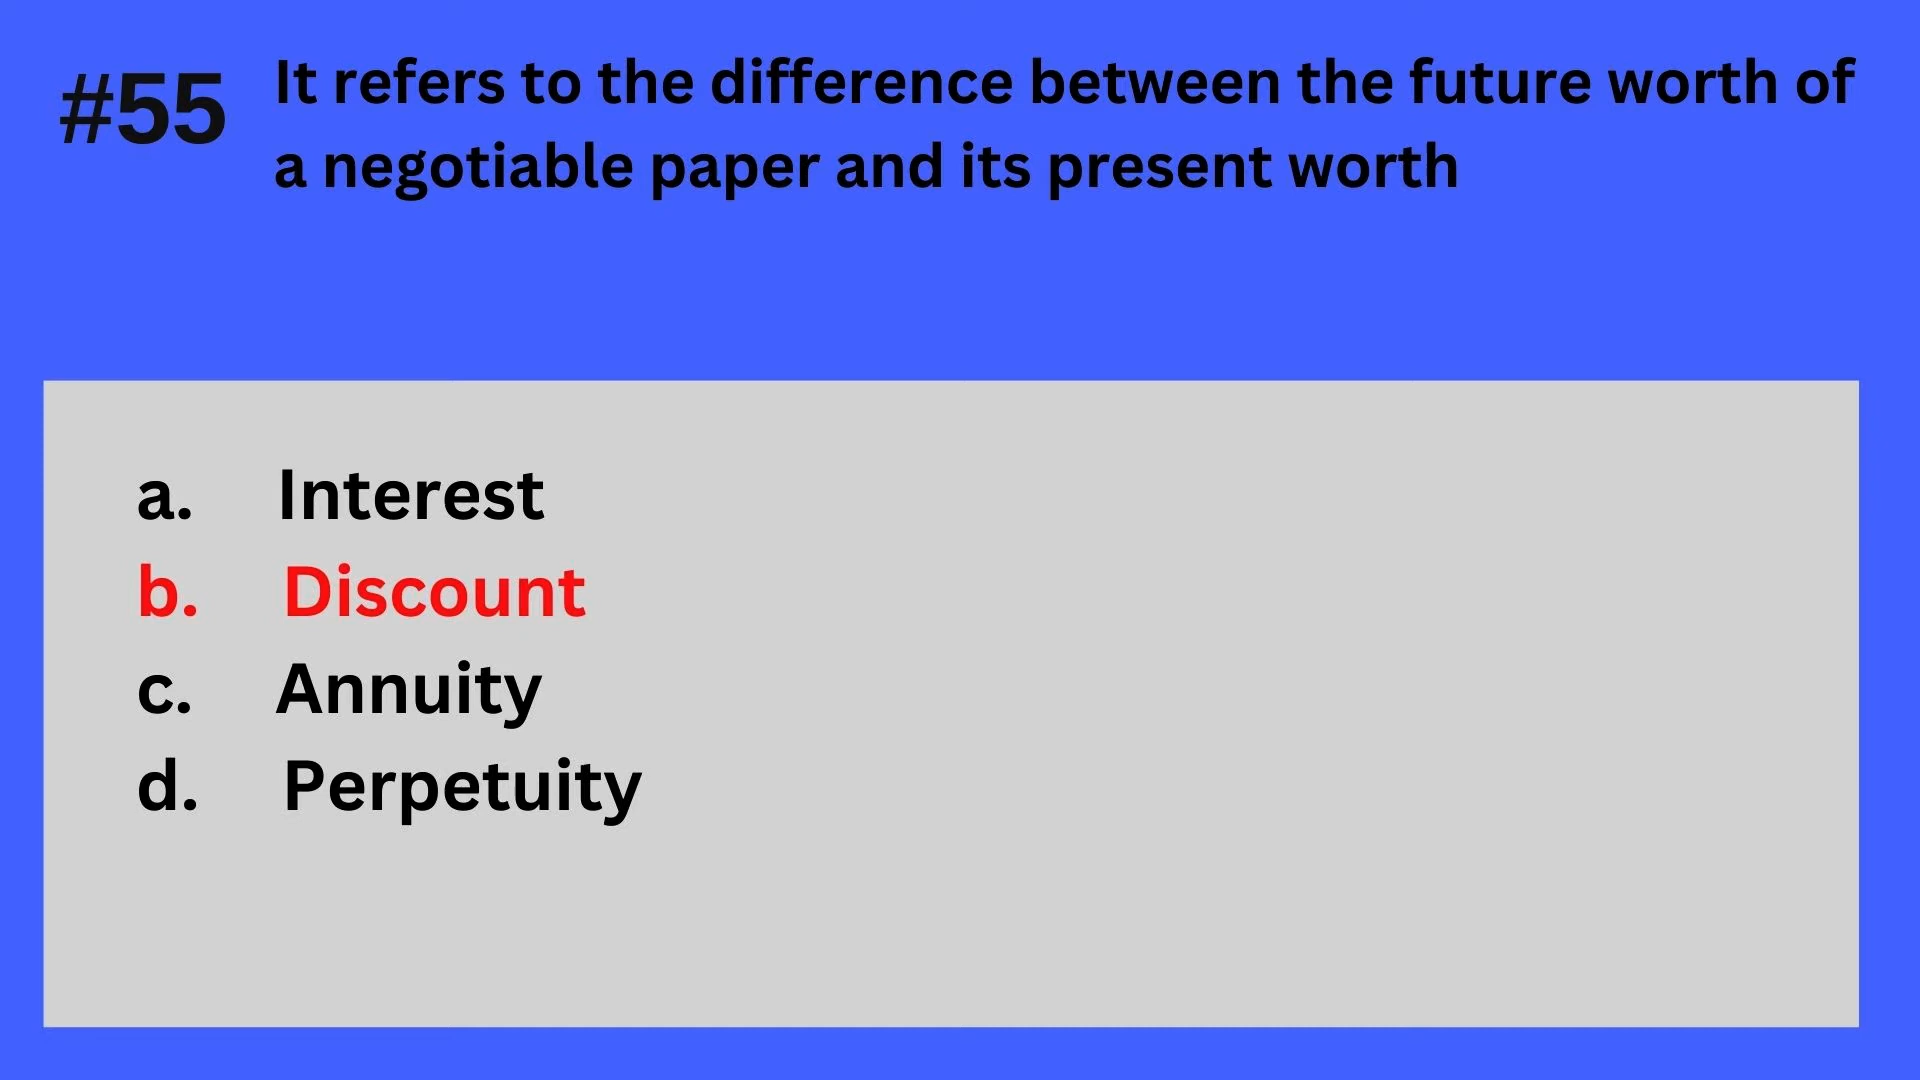 #55
It refers to the difference between the future worth of
a negotiable paper and its present worth
a. Interest
b. Discount
c. Annuity
d. Perpetuity